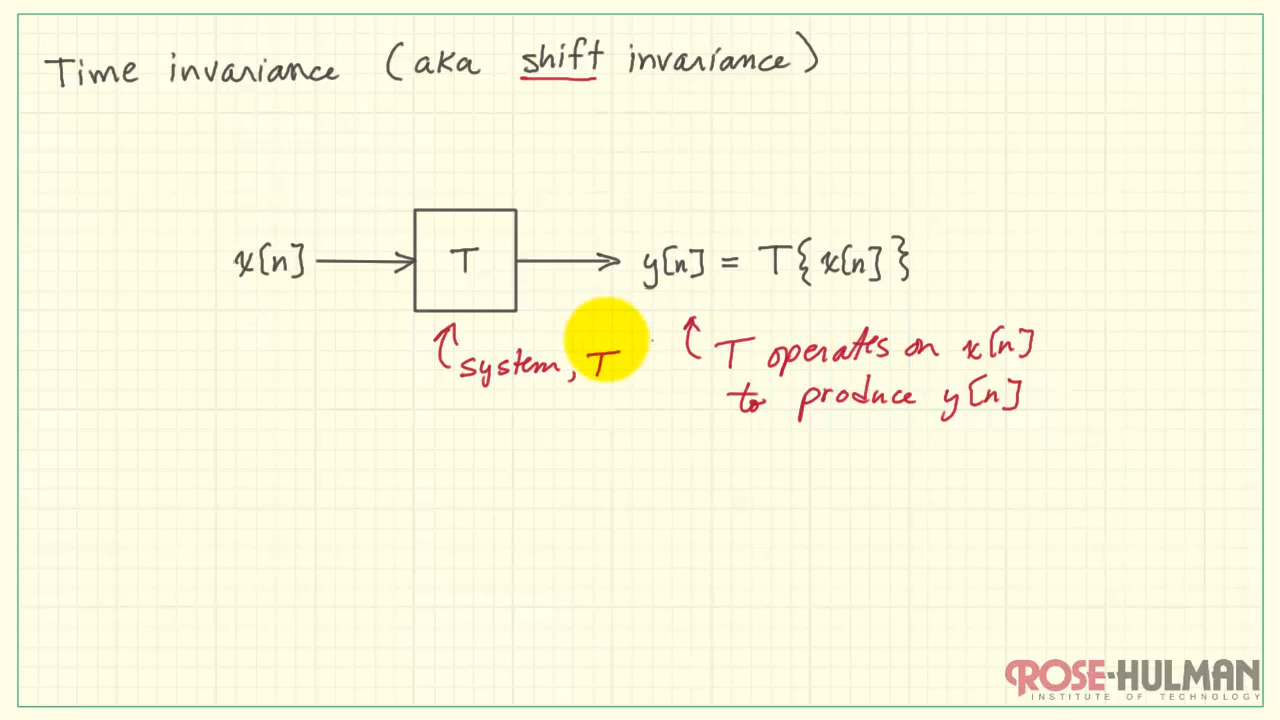 Time invariance (aka shift invariance)
x[n] T y[n] = T{x[n]}
system, T
T operates on x[n]
to produce y[n]
ROSE-HULMAN
INSTITUTE OF TECHNOLOGY